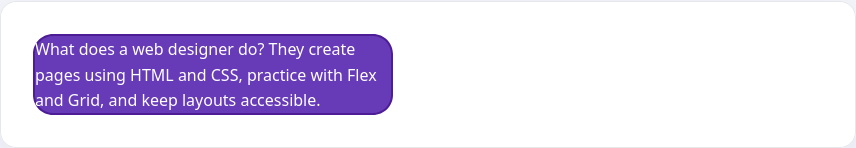 What does a web designer do? They create
pages using HTML and CSS, practice with Flex
and Grid, and keep layouts accessible.